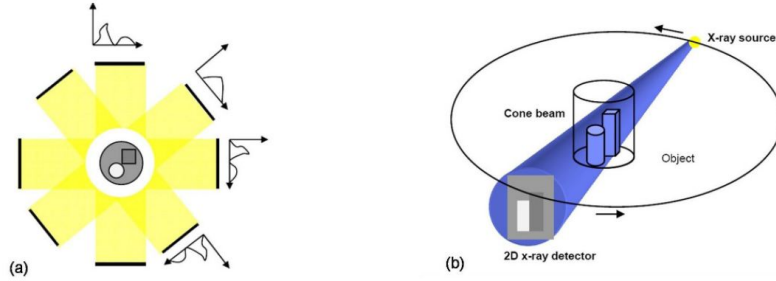 X-ray source
Cone beam
Object
2D x-ray detector
(a)
(b)